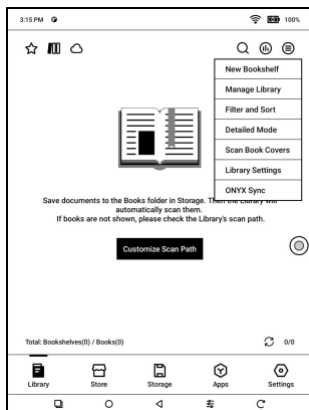 3:15 PM
100%
New Bookshelf
Manage Library
Filter and Sort
Detailed Mode
Scan Book Covers
Library Settings
ONYX Sync
Save documents to the Books folder in Storage. Then the Library will
automatically scan them.
If books are not shown, please check the Library's scan path.
Customize Scan Path
Total: Bookshelves(0) / Books(0)
0/0
Library
Store
Storage
Apps
Settings